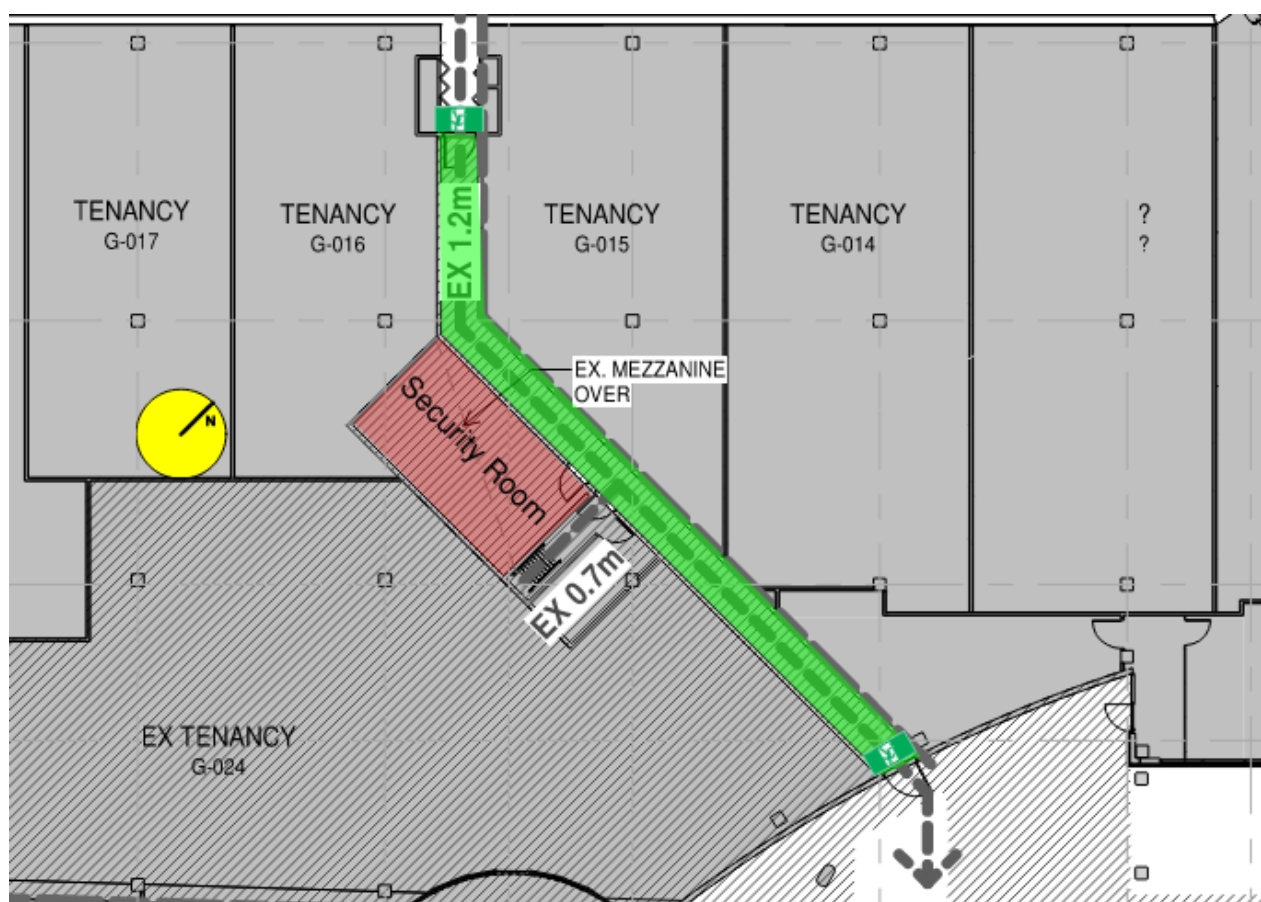 TENANCY
G-017
TENANCY
G-016
EX 1.2m
TENANCY
G-015
TENANCY
G-014
?
?
EX. MEZZANINE
OVER
N
Security Room
EX 0.7m
EX TENANCY
G-024